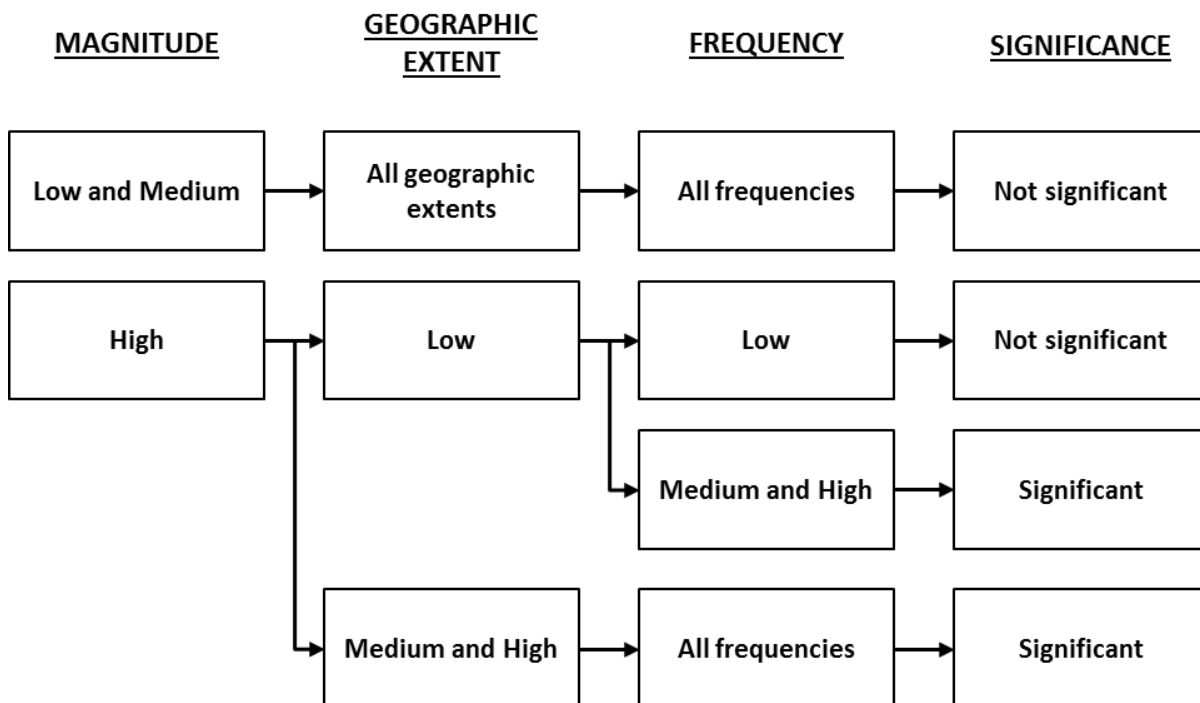 MAGNITUDE
GEOGRAPHIC
EXTENT
FREQUENCY
SIGNIFICANCE
Low and Medium
All geographic
extents
All frequencies
Not significant
High
Low
Low
Not significant
Medium and High
Significant
Medium and High
All frequencies
Significant